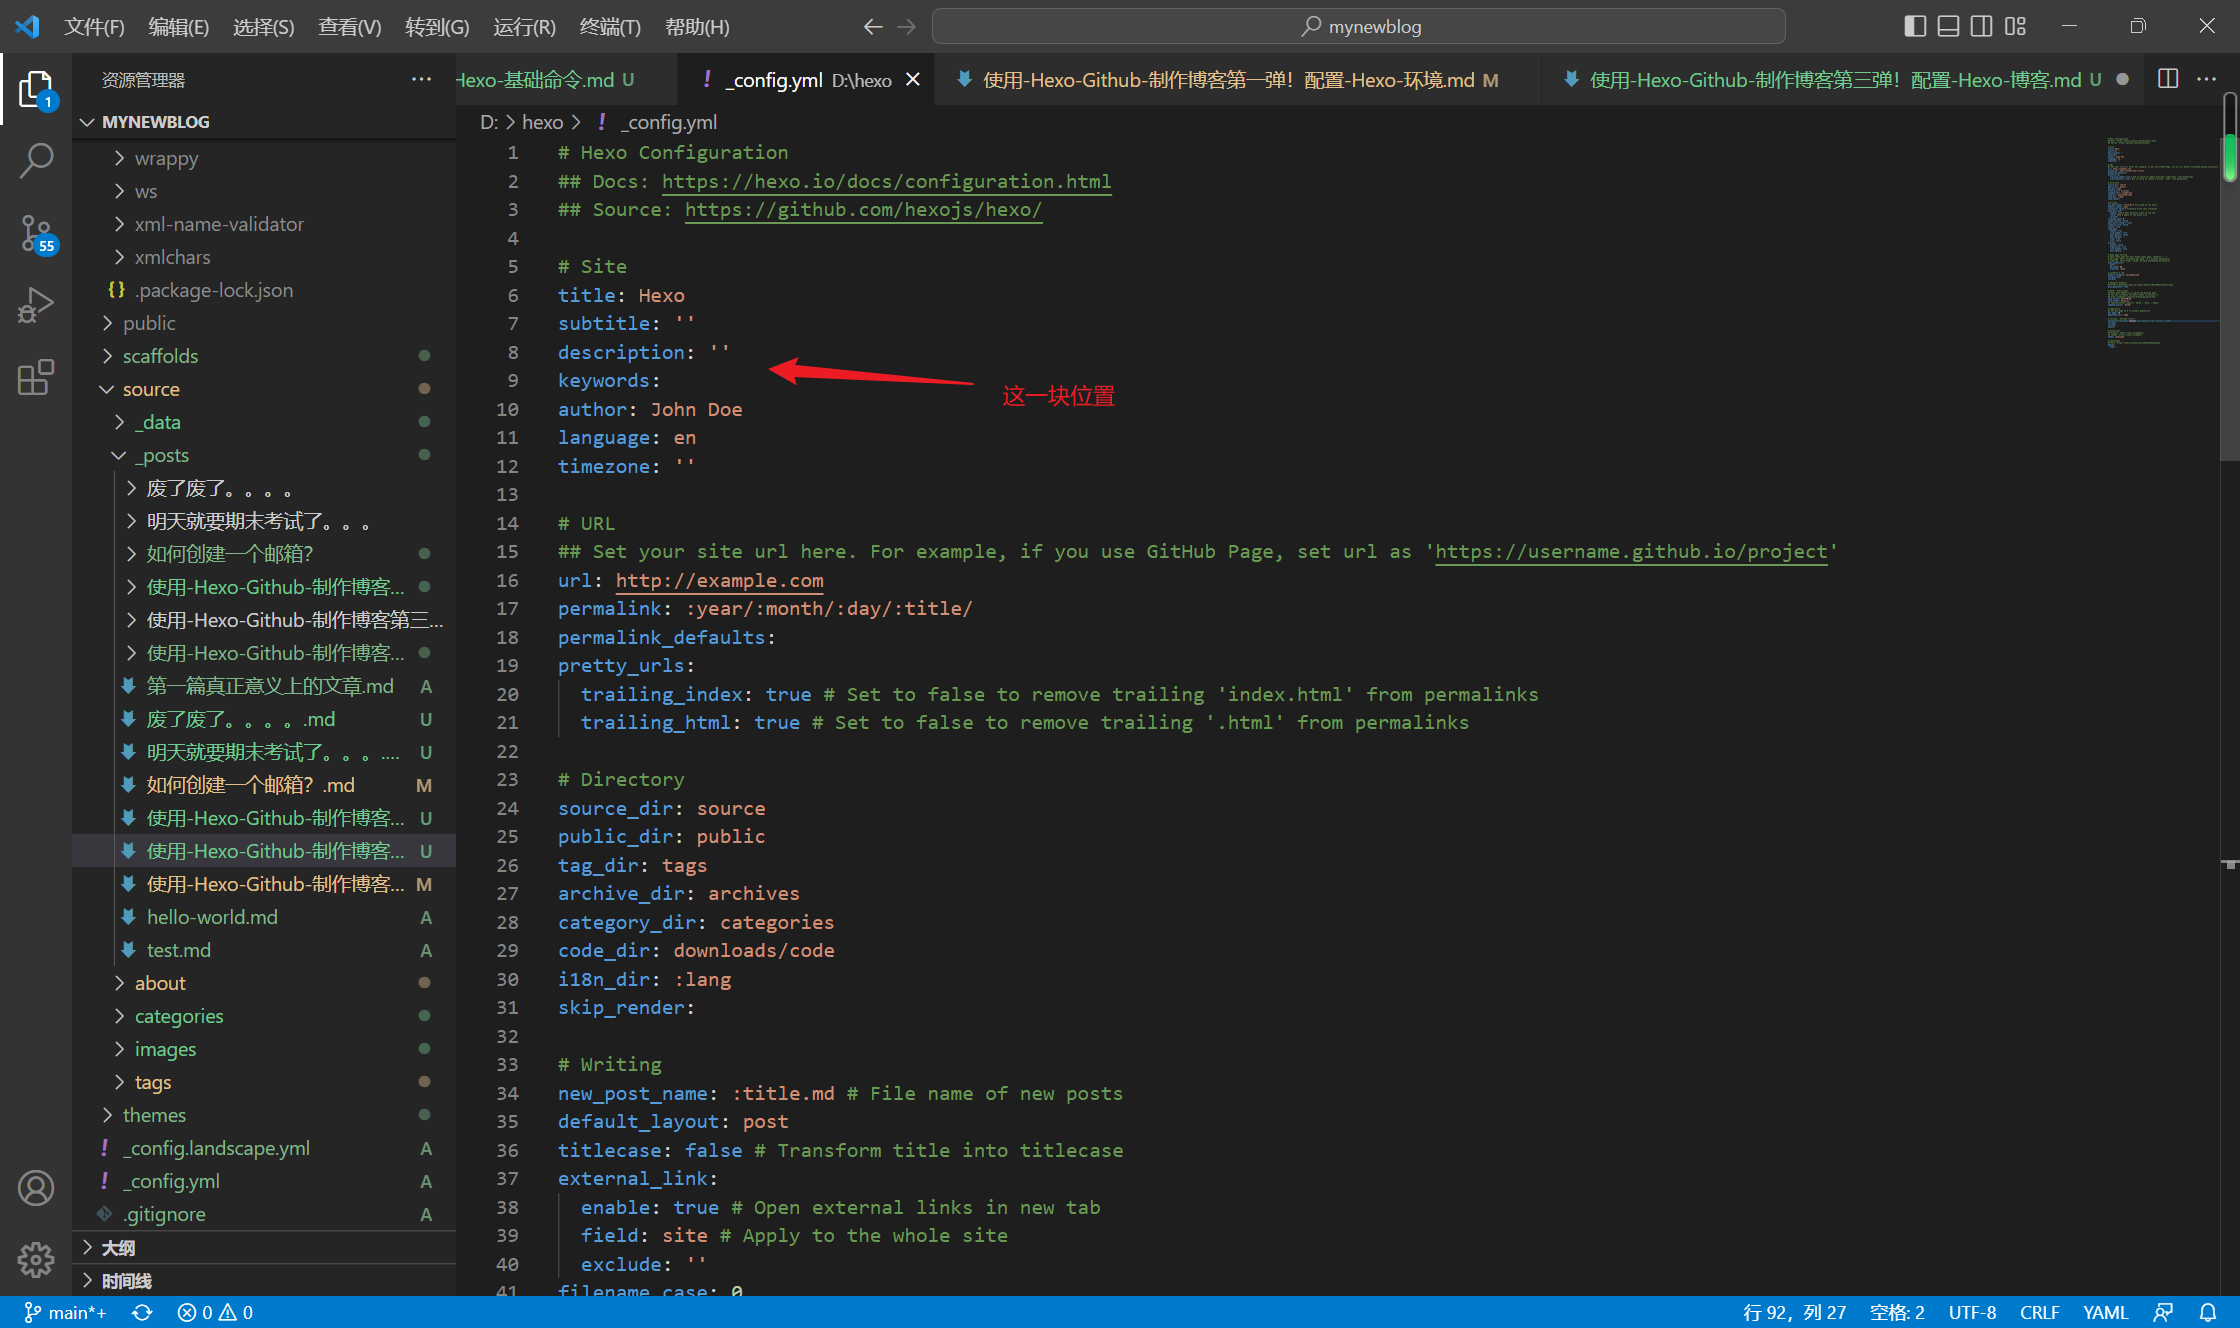 文件(F) 编辑(E) 选择(S) 查看(V) 转到(G) 运行(R) 终端(T) 帮助(H) mynewblog
资源管理器
Hexo-基础命令.md U
! _config.yml D:\hexo
使用-Hexo-Github-制作博客第一弹！配置-Hexo-环境.md M
使用-Hexo-Github-制作博客第三弹！配置-Hexo-博客.md U
1
55
MYNEWBLOG
wrappy
ws
xml-name-validator
xmlchars
{} .package-lock.json
public
scaffolds
source
_data
_posts
废了废了。。。。
明天就要期末考试了。。。
如何创建一个邮箱？
使用-Hexo-Github-制作博客...
使用-Hexo-Github-制作博客第三...
使用-Hexo-Github-制作博客...
第一篇真正意义上的文章.md A
废了废了。。。。.md U
明天就要期末考试了。。。.... U
如何创建一个邮箱？.md M
使用-Hexo-Github-制作博客... U
使用-Hexo-Github-制作博客... U
使用-Hexo-Github-制作博客... M
hello-world.md A
test.md A
about
categories
images
tags
themes
! _config.landscape.yml A
! _config.yml A
.gitignore A
大纲
时间线
D: > hexo > ! _config.yml
1 # Hexo Configuration
2 ## Docs: https://hexo.io/docs/configuration.html
3 ## Source: https://github.com/hexojs/hexo/
4
5 # Site
6 title: Hexo
7 subtitle: ''
8 description: ''
9 keywords:
这一块位置
10 author: John Doe
11 language: en
12 timezone: ''
13
14 # URL
15 ## Set your site url here. For example, if you use GitHub Page, set url as 'https://username.github.io/project'
16 url: http://example.com
17 permalink: :year/:month/:day/:title/
18 permalink_defaults:
19 pretty_urls:
20 trailing_index: true # Set to false to remove trailing 'index.html' from permalinks
21 trailing_html: true # Set to false to remove trailing '.html' from permalinks
22
23 # Directory
24 source_dir: source
25 public_dir: public
26 tag_dir: tags
27 archive_dir: archives
28 category_dir: categories
29 code_dir: downloads/code
30 i18n_dir: :lang
31 skip_render:
32
33 # Writing
34 new_post_name: :title.md # File name of new posts
35 default_layout: post
36 titlecase: false # Transform title into titlecase
37 external_link:
38 enable: true # Open external links in new tab
39 field: site # Apply to the whole site
40 exclude: ''
41 filename_case: 0
main*+ 0 0 行 92，列 27 空格: 2 UTF-8 CRLF YAML